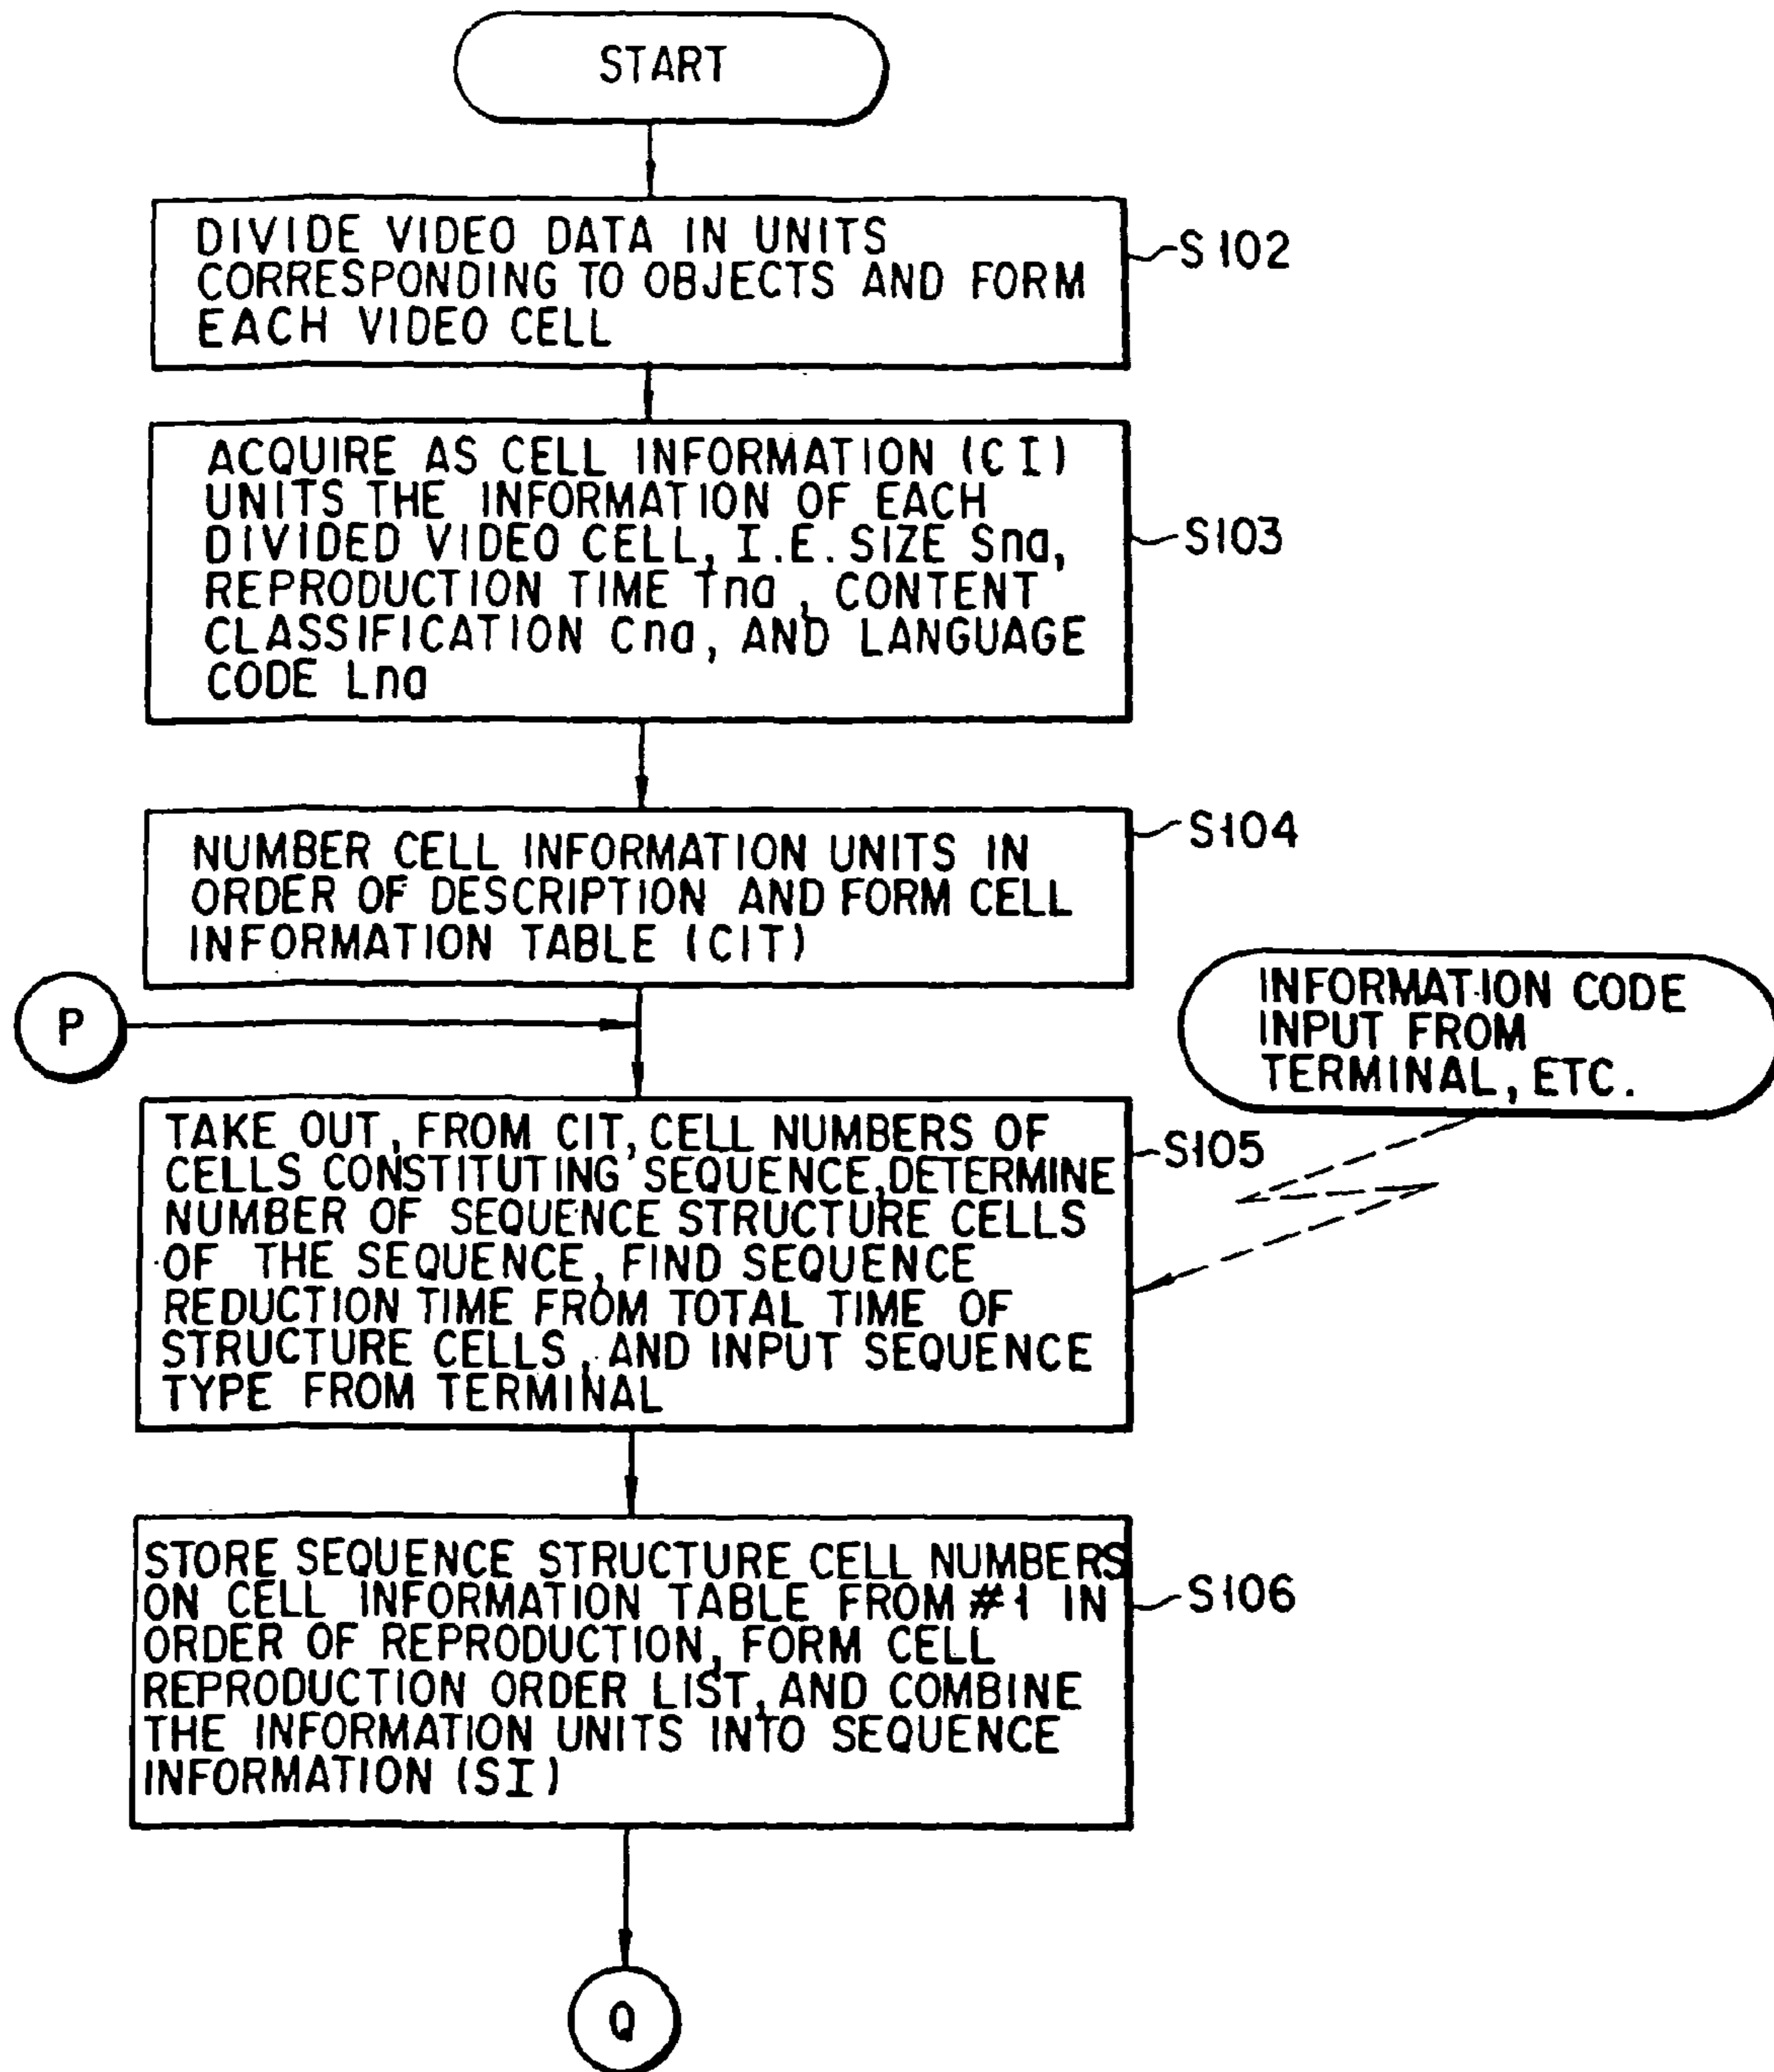 START
DIVIDE VIDEO DATA IN UNITS
CORRESPONDING TO OBJECTS AND FORM
EACH VIDEO CELL
S102
ACQUIRE AS CELL INFORMATION (CI)
UNITS THE INFORMATION OF EACH
DIVIDED VIDEO CELL, I.E. SIZE Sna,
REPRODUCTION TIME Tna, CONTENT
CLASSIFICATION Cna, AND LANGUAGE
CODE Lna
S103
NUMBER CELL INFORMATION UNITS IN
ORDER OF DESCRIPTION AND FORM CELL
INFORMATION TABLE (CIT)
S104
P
INFORMATION CODE
INPUT FROM
TERMINAL, ETC.
TAKE OUT, FROM CIT, CELL NUMBERS OF
CELLS CONSTITUTING SEQUENCE, DETERMINE
NUMBER OF SEQUENCE STRUCTURE CELLS
OF THE SEQUENCE, FIND SEQUENCE
REDUCTION TIME FROM TOTAL TIME OF
STRUCTURE CELLS, AND INPUT SEQUENCE
TYPE FROM TERMINAL
S105
STORE SEQUENCE STRUCTURE CELL NUMBERS
ON CELL INFORMATION TABLE FROM #1 IN
ORDER OF REPRODUCTION, FORM CELL
REPRODUCTION ORDER LIST, AND COMBINE
THE INFORMATION UNITS INTO SEQUENCE
INFORMATION (SI)
S106
Q